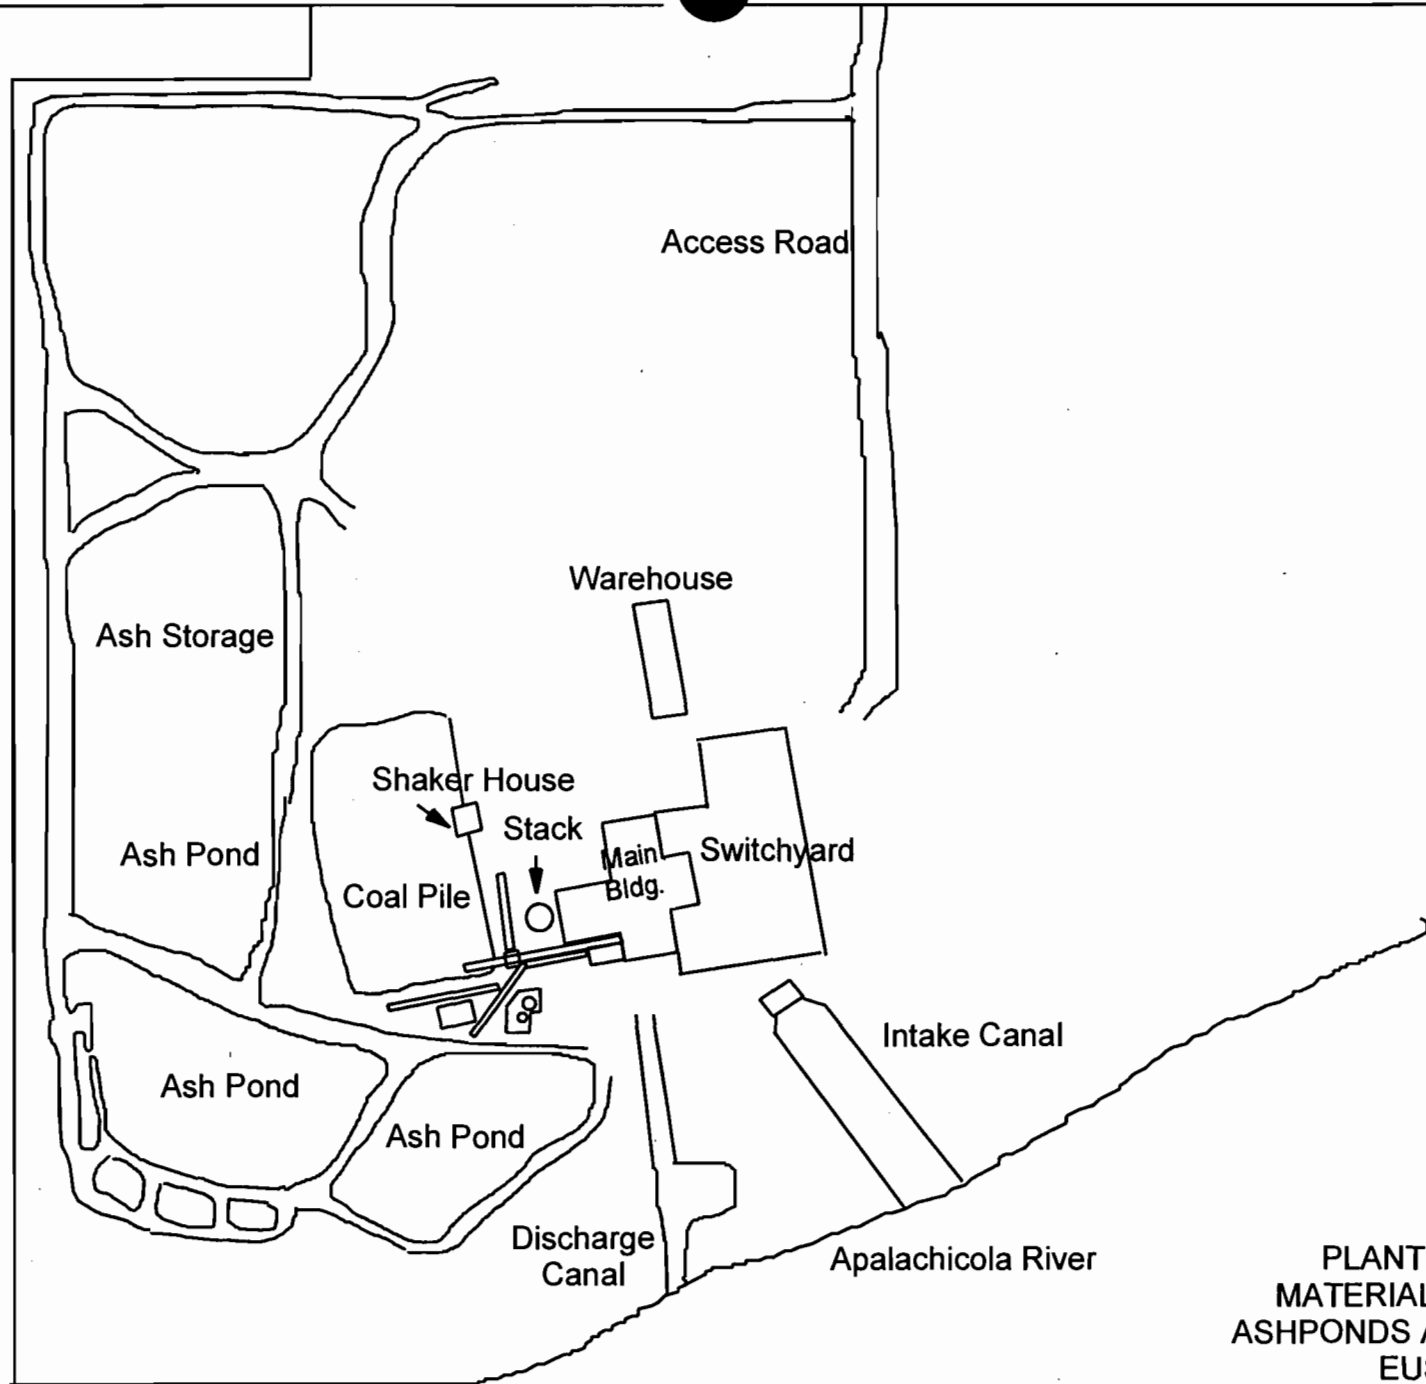 Access Road
Warehouse
Ash Storage
Shaker House
Stack
Ash Pond
Main
Bldg.
Switchyard
Coal Pile
Intake Canal
Ash Pond
Ash Pond
Discharge
Canal
Apalachicola River
PLANT
MATERIAL
ASHPONDS